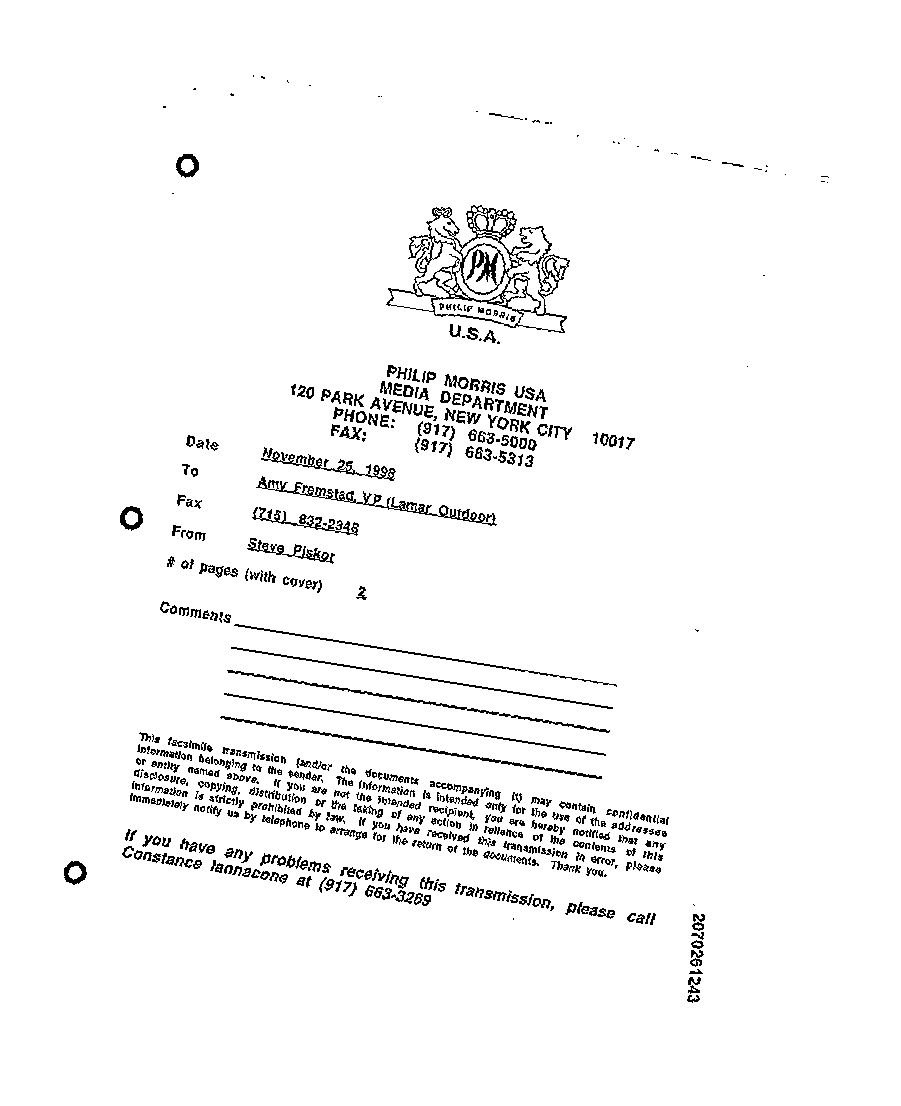 PM
PHILIP MORRIS
U.S.A.
PHILIP MORRIS USA
MEDIA DEPARTMENT
120 PARK AVENUE, NEW YORK CITY 10017
PHONE: (917) 663-5000
FAX: (917) 663-5313
Date November 25, 1998
To Amy Fremstad, VP (Lamar Outdoor)
Fax (715) 832-2348
From Steve Piskor
# of pages (with cover) 2
Comments
This facsimile transmission (and/or the documents accompanying it) may contain confidential
information belonging to the sender. The information is intended only for the use of the addressee
or entity named above. If you are not the intended recipient, you are hereby notified that any
disclosure, copying, distribution or the taking of any action in reliance of the contents of this
information is strictly prohibited by law. If you have received this transmission in error, please
immediately notify us by telephone to arrange for the return of the documents. Thank you.
If you have any problems receiving this transmission, please call
Constance Iannacone at (917) 663-3269
2070261243